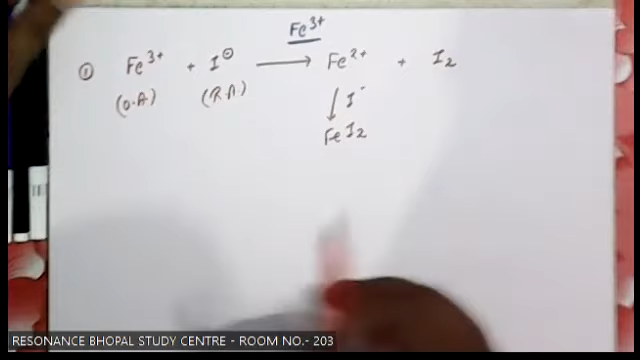 Fe³⁺
① Fe³⁺ + I⊖ ⟶ Fe²⁺ + I₂
(O.A.) (R.A.) ↓ I⁻
FeI₂
RESONANCE BHOPAL STUDY CENTRE - ROOM NO.- 203